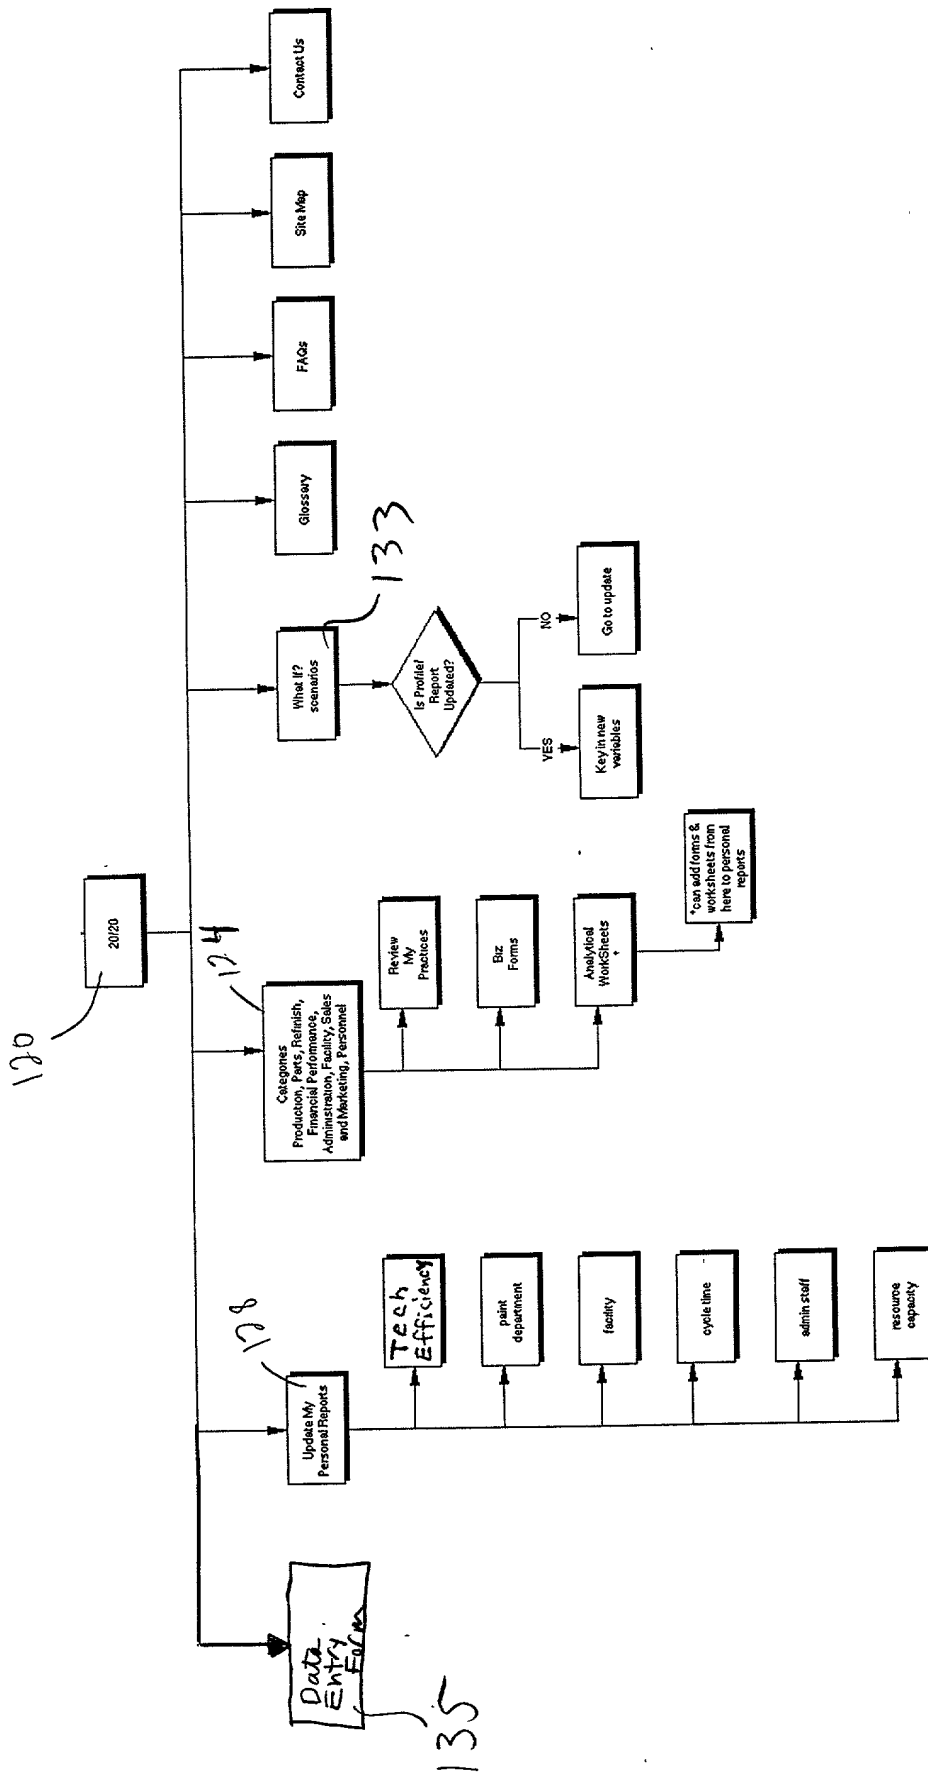 120
20/20
135
Data
Entry
Form
128
Update My
Personal Reports
Tech
Efficiency
paint
department
facility
cycle time
admin staff
resource
capacity
124
Categories
Production, Parts, Refinish,
Financial Performance,
Administration, Facility, Sales
and Marketing, Personnel
Review
My
Practices
Biz
Forms
Analytical
WorkSheets
*
*can add forms &
worksheets from
here to personal
reports
What If?
scenarios
133
Is Profile/
Report
Updated?
YES
NO
Key in new
variables
Go to update
Glossary
FAQs
Site Map
Contact Us